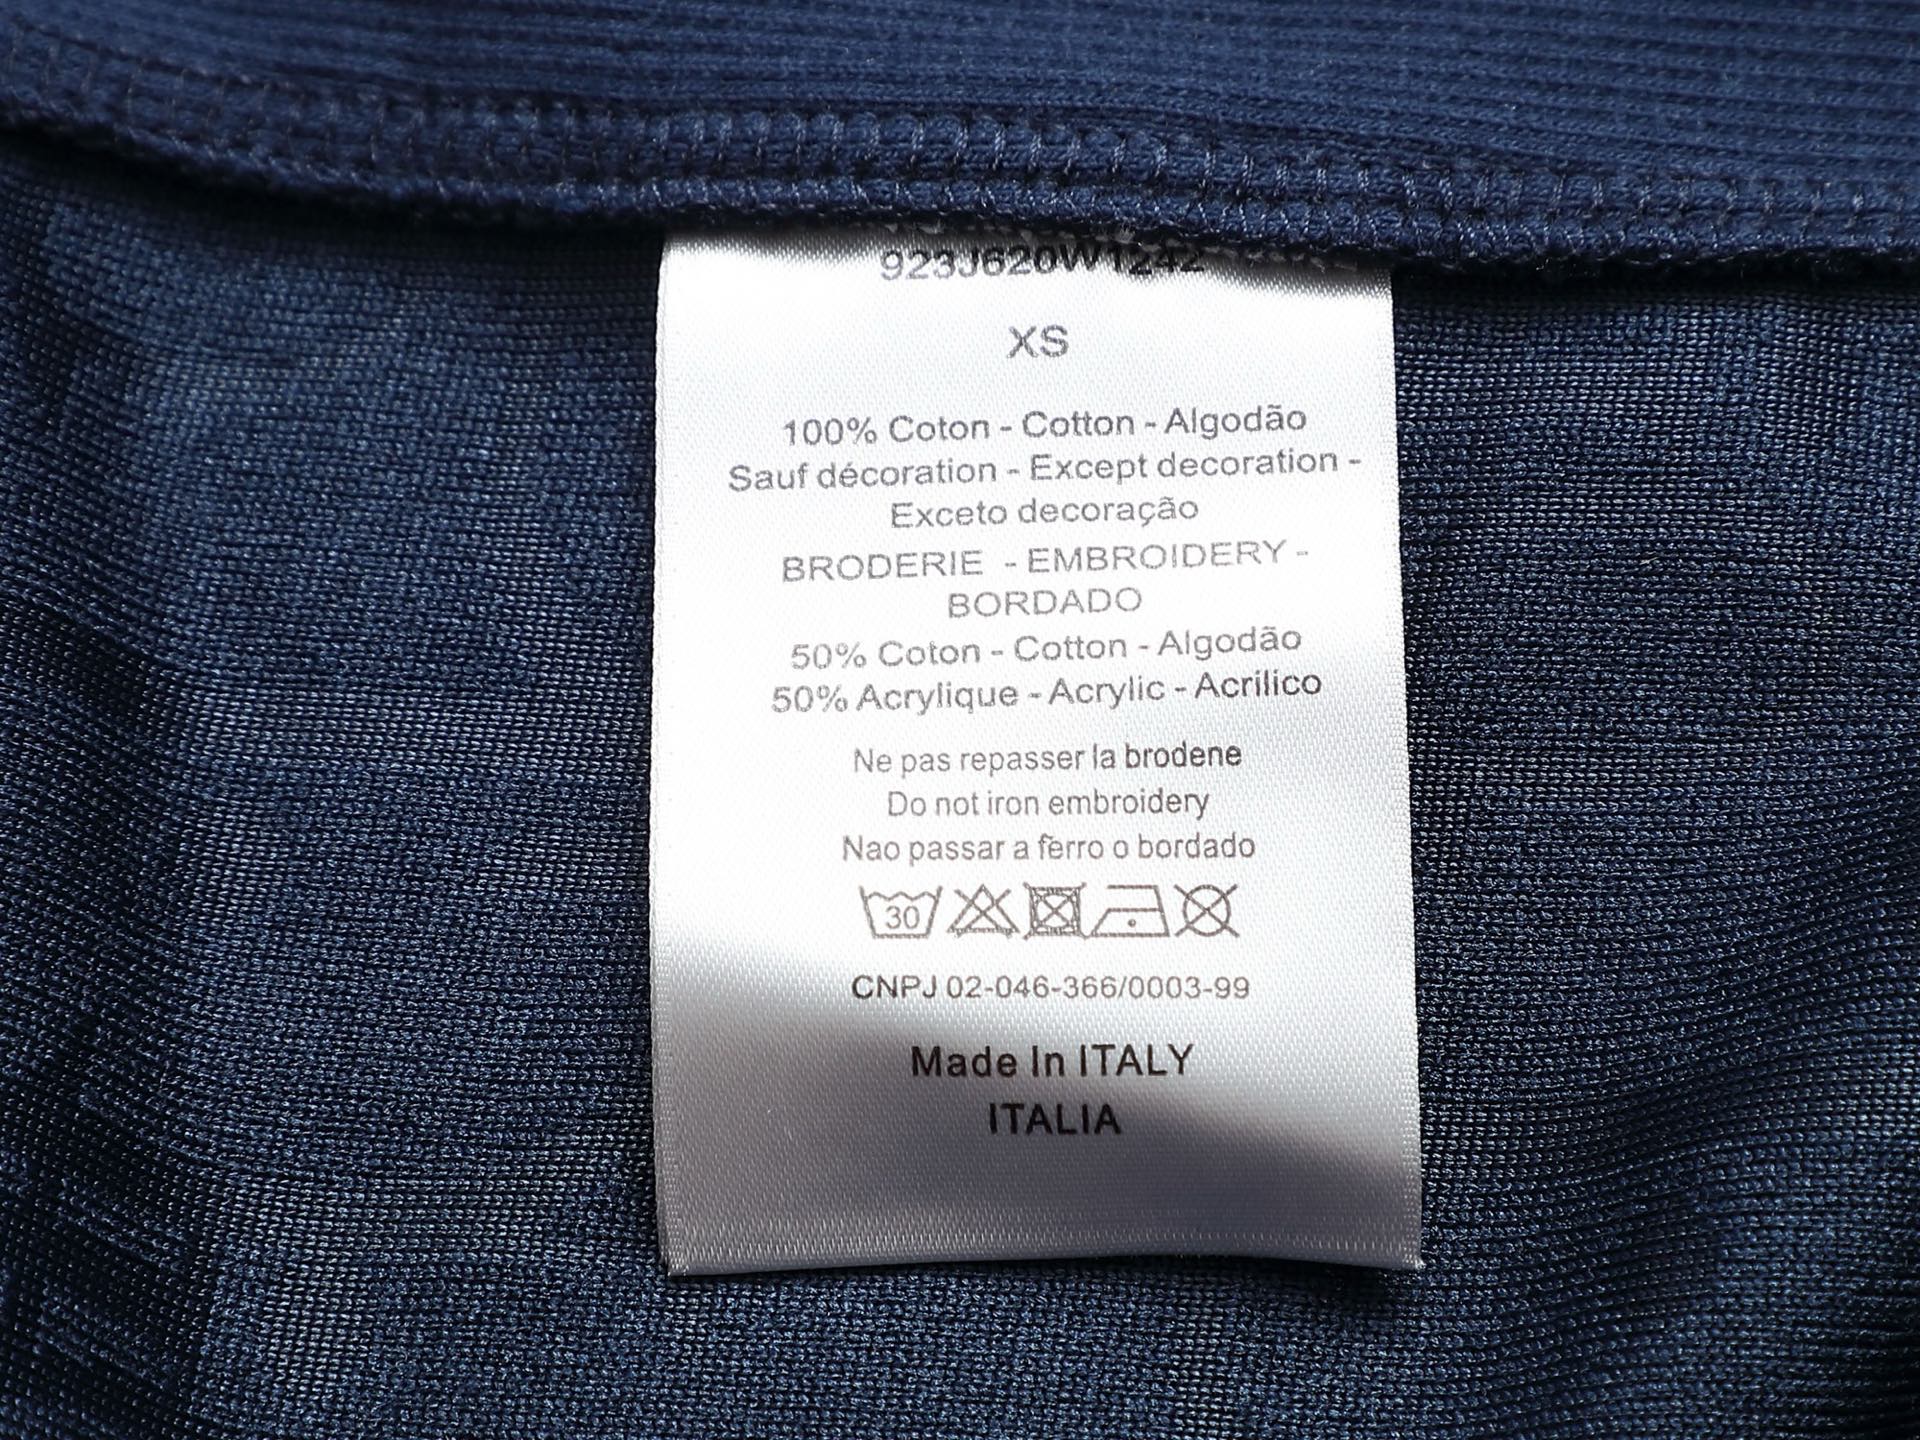 923J620W1242
XS
100% Coton - Cotton - Algodão
Sauf décoration - Except decoration -
Exceto decoração
BRODERIE - EMBROIDERY -
BORDADO
50% Coton - Cotton - Algodão
50% Acrylique - Acrylic - Acrilico
Ne pas repasser la brodene
Do not iron embroidery
Nao passar a ferro o bordado
30
CNPJ 02-046-366/0003-99
Made In ITALY
ITALIA